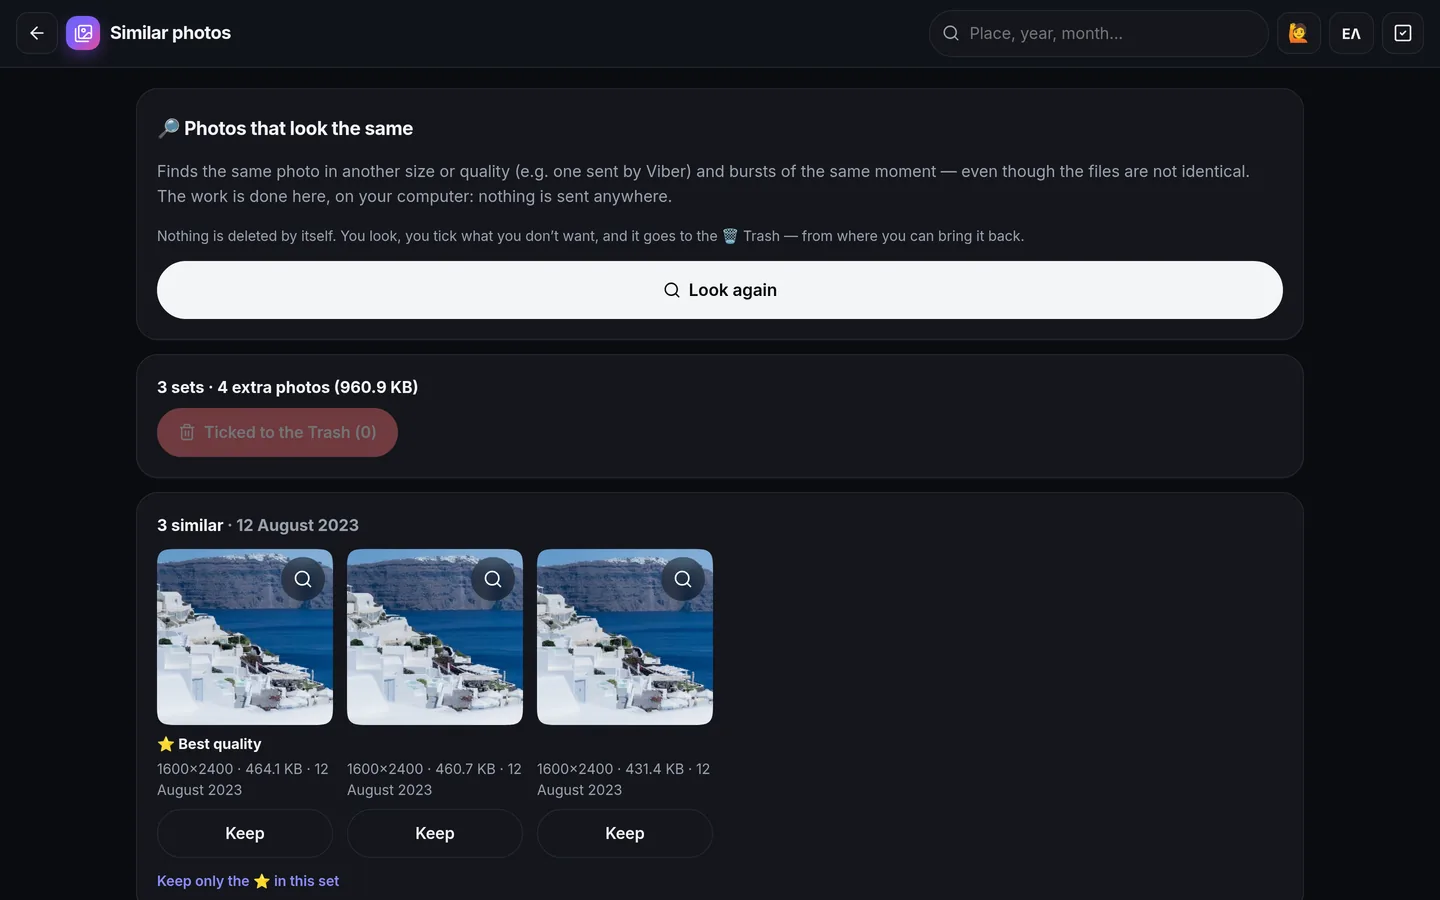 Similar photos
Place, year, month...
ΕΛ
🔎 Photos that look the same
Finds the same photo in another size or quality (e.g. one sent by Viber) and bursts of the same moment — even though the files are not identical.
The work is done here, on your computer: nothing is sent anywhere.
Nothing is deleted by itself. You look, you tick what you don’t want, and it goes to the 🗑️ Trash — from where you can bring it back.
Look again
3 sets · 4 extra photos (960.9 KB)
Ticked to the Trash (0)
3 similar · 12 August 2023
⭐ Best quality
1600×2400 · 464.1 KB · 12
August 2023
1600×2400 · 460.7 KB · 12
August 2023
1600×2400 · 431.4 KB · 12
August 2023
Keep
Keep
Keep
Keep only the ⭐ in this set